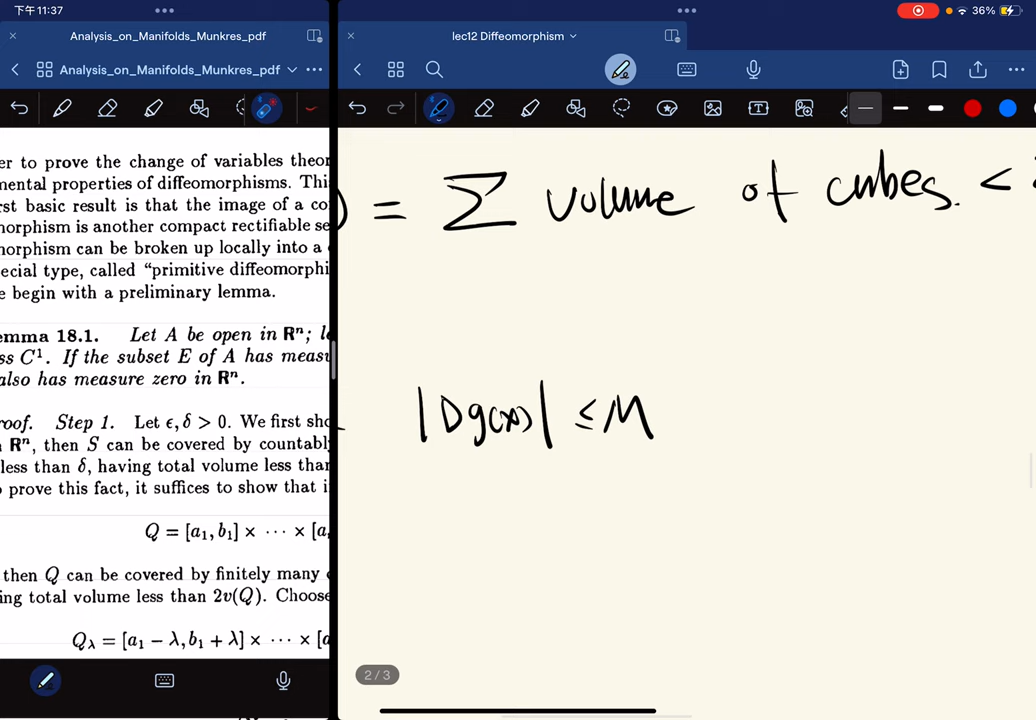 下午11:37
36%
Analysis_on_Manifolds_Munkres_pdf
lec12 Diffeomorphism
Analysis_on_Manifolds_Munkres_pdf
er to prove the change of variables theor
mental properties of diffeomorphisms. Thi
rst basic result is that the image of a co
morphism is another compact rectifiable se
morphism can be broken up locally into a
ecial type, called “primitive diffeomorphi
e begin with a preliminary lemma.
emma 18.1. Let A be open in Rⁿ; le
ss C¹. If the subset E of A has measu
also has measure zero in Rⁿ.
roof. Step 1. Let ϵ, δ > 0. We first sho
Rⁿ, then S can be covered by countabl
less than δ, having total volume less than
o prove this fact, it suffices to show that i
Q = [a₁, b₁] × ··· × [a
then Q can be covered by finitely many
ing total volume less than 2v(Q). Choose
Q_λ = [a₁ − λ, b₁ + λ] × ··· × [a
) = Σ volume of cubes. < 2
|Dg(x)| ≤ M
2 / 3